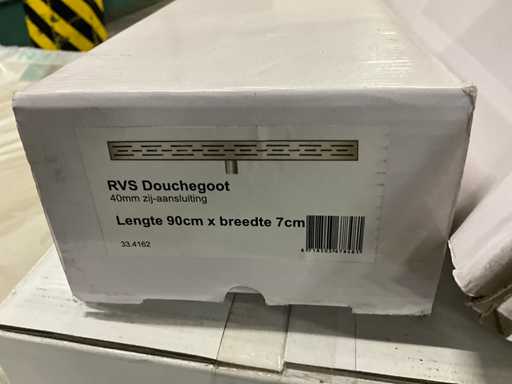 RVS Douchegoot
40mm zij-aansluiting
Lengte 90cm x breedte 7cm
33.4162